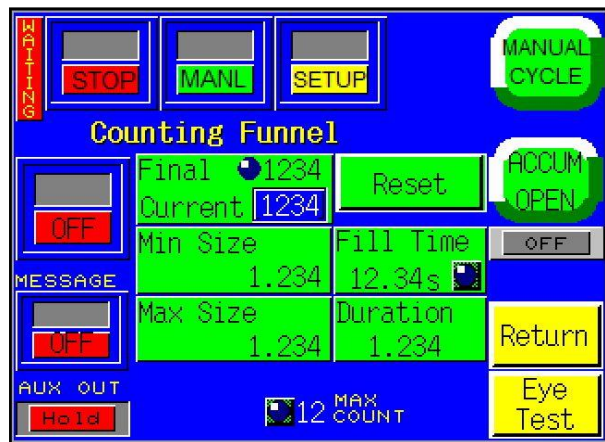 WAITING
STOP
MANL
SETUP
MANUAL
CYCLE
Counting Funnel
Final 1234
Current 1234
Reset
ACCUM
OPEN
OFF
OFF
Min Size
1.234
Fill Time
12.34s
MESSAGE
OFF
Max Size
1.234
Duration
1.234
Return
AUX OUT
Hold
12 MAX
COUNT
Eye
Test